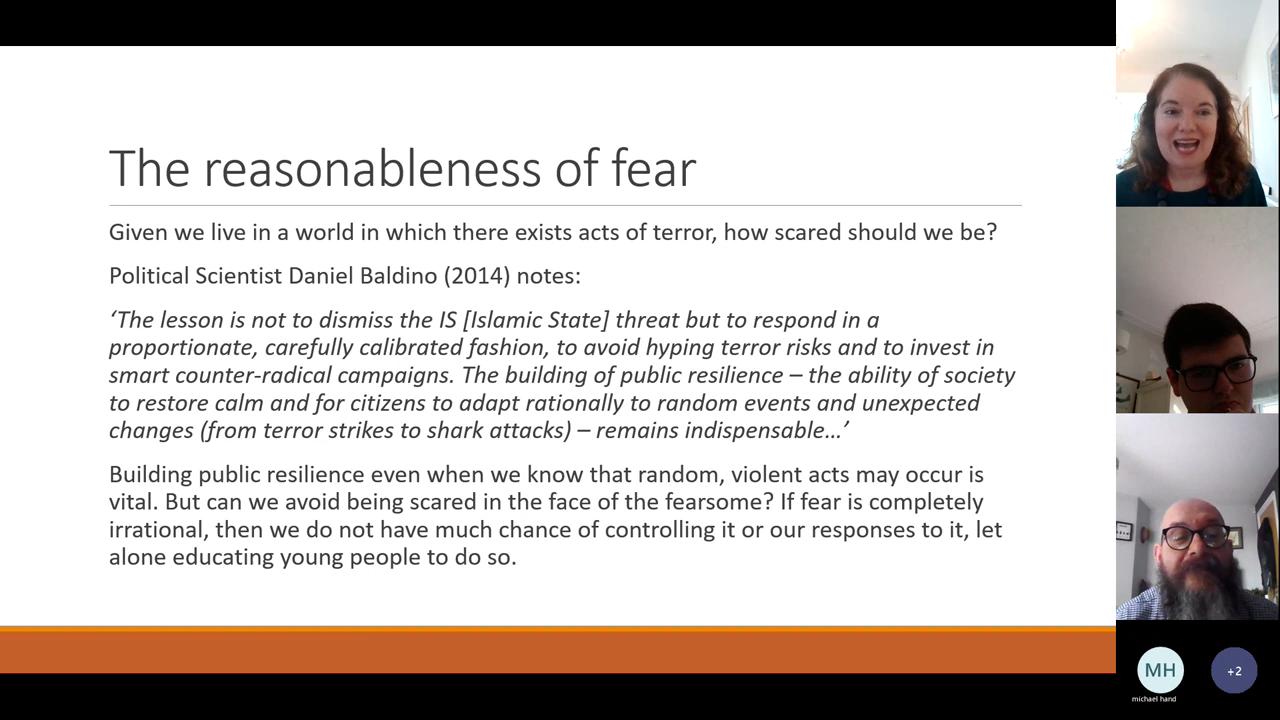 The reasonableness of fear
Given we live in a world in which there exists acts of terror, how scared should we be?
Political Scientist Daniel Baldino (2014) notes:
‘The lesson is not to dismiss the IS [Islamic State] threat but to respond in a
proportionate, carefully calibrated fashion, to avoid hyping terror risks and to invest in
smart counter-radical campaigns. The building of public resilience – the ability of society
to restore calm and for citizens to adapt rationally to random events and unexpected
changes (from terror strikes to shark attacks) – remains indispensable…’
Building public resilience even when we know that random, violent acts may occur is
vital. But can we avoid being scared in the face of the fearsome? If fear is completely
irrational, then we do not have much chance of controlling it or our responses to it, let
alone educating young people to do so.
MH
+2
michael hand